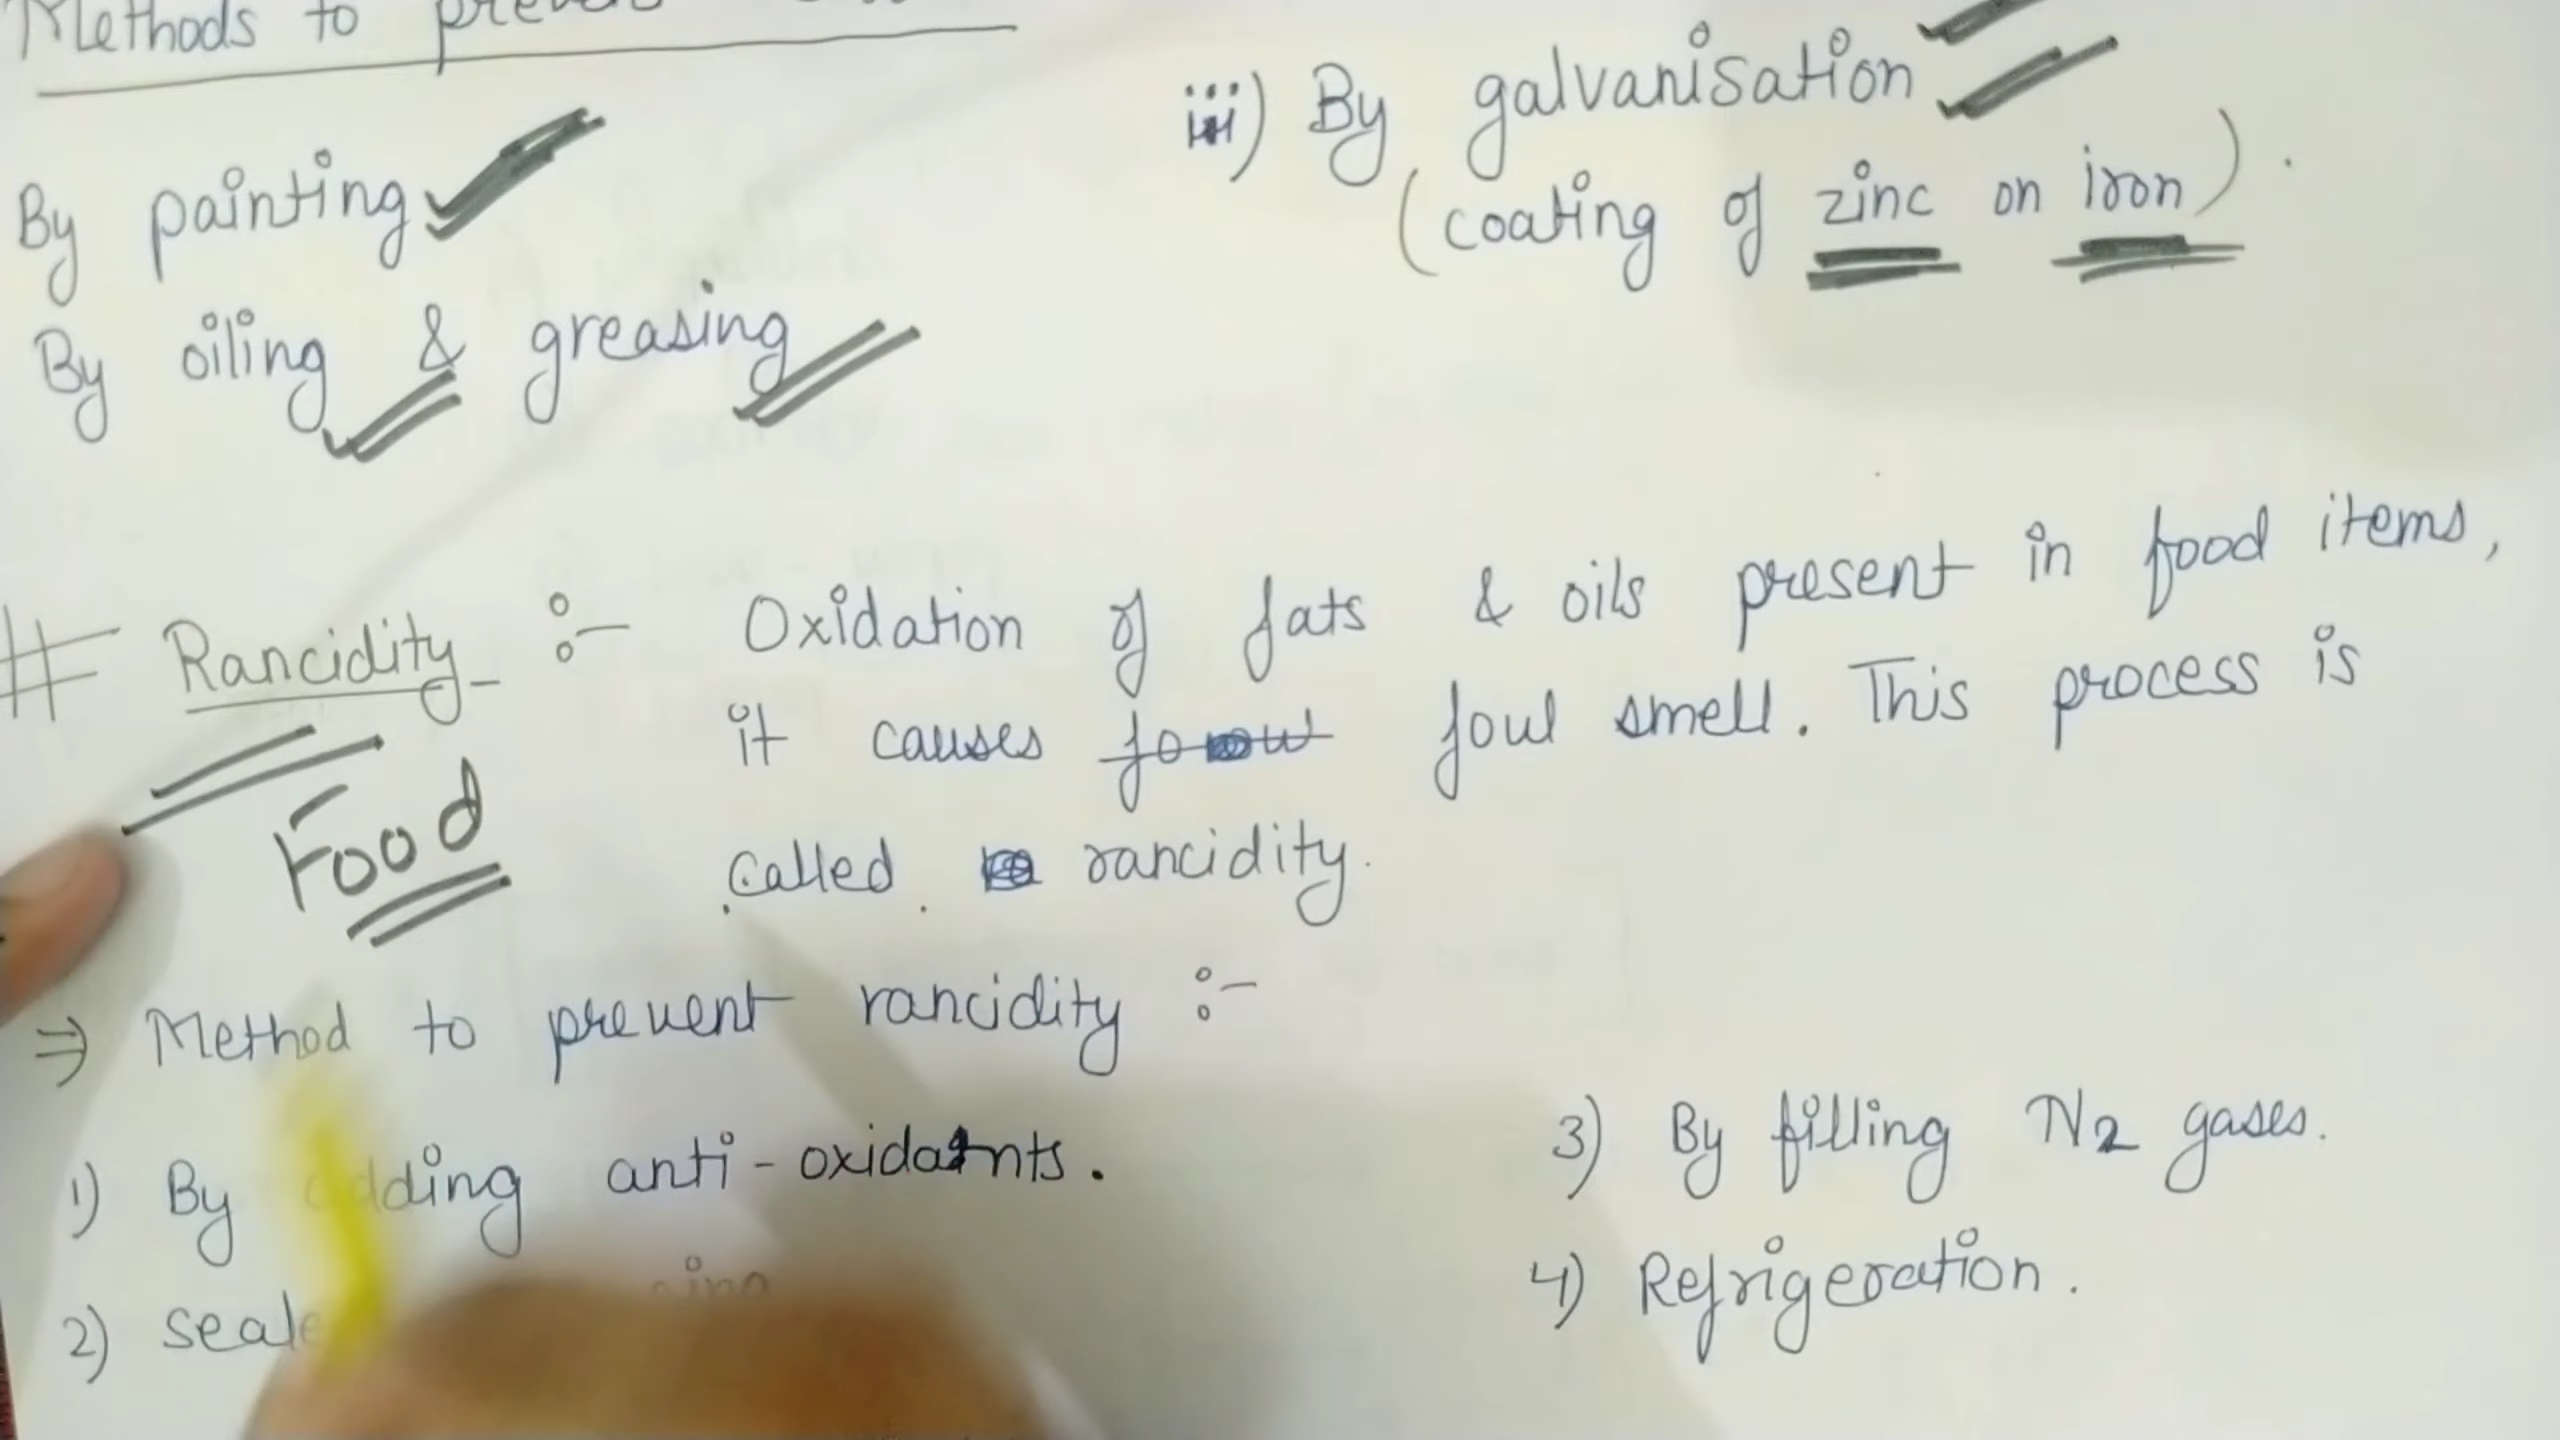 Methods to
By painting
By oiling & greasing
iii) By galvanisation
(coating of zinc on iron).
# Rancidity :- Oxidation of fats & oils present in food items,
it causes foul smell. This process is
called rancidity.
Food
⇒ Method to prevent rancidity :-
1) By adding anti-oxidants.
2)
3) By filling N2 gases.
4) Refrigeration.